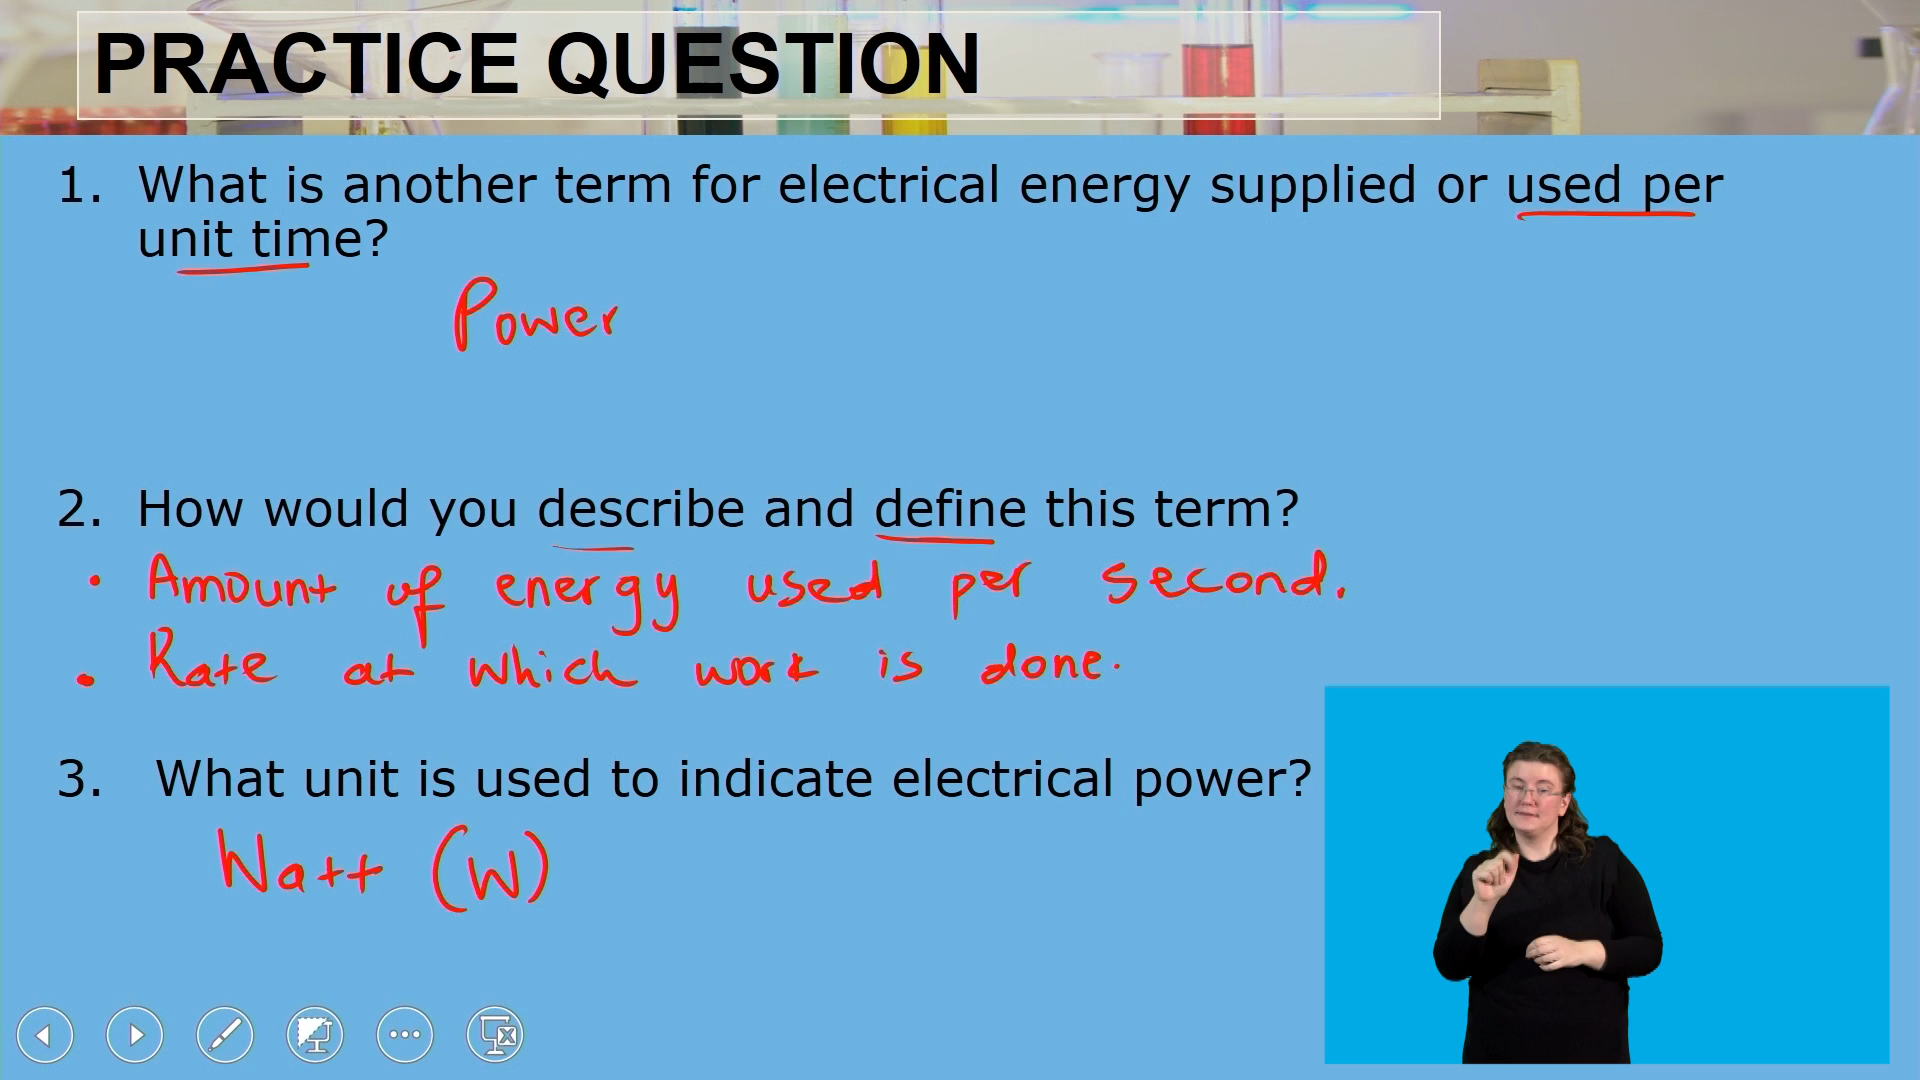 PRACTICE QUESTION
1. What is another term for electrical energy supplied or used per
unit time?
Power
2. How would you describe and define this term?
• Amount of energy used per second.
• Rate at which work is done.
3. What unit is used to indicate electrical power?
Watt (W)